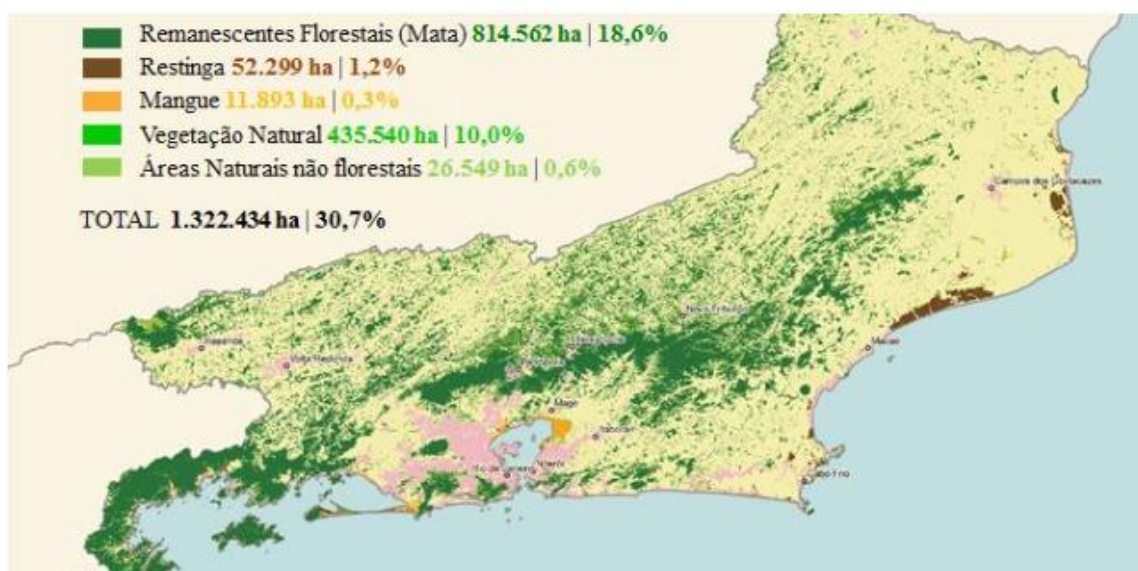 Remanescentes Florestais (Mata) 814.562 ha | 18,6%
Restinga 52.299 ha | 1,2%
Mangue 11.893 ha | 0,3%
Vegetação Natural 435.540 ha | 10,0%
Áreas Naturais não florestais 26.549 ha | 0,6%
TOTAL 1.322.434 ha | 30,7%
Campos dos Goytacazes
Nova Friburgo
Macaé
Volta Redonda
Magé
Itaboraí
Rio de Janeiro
Niterói
Cabo Frio